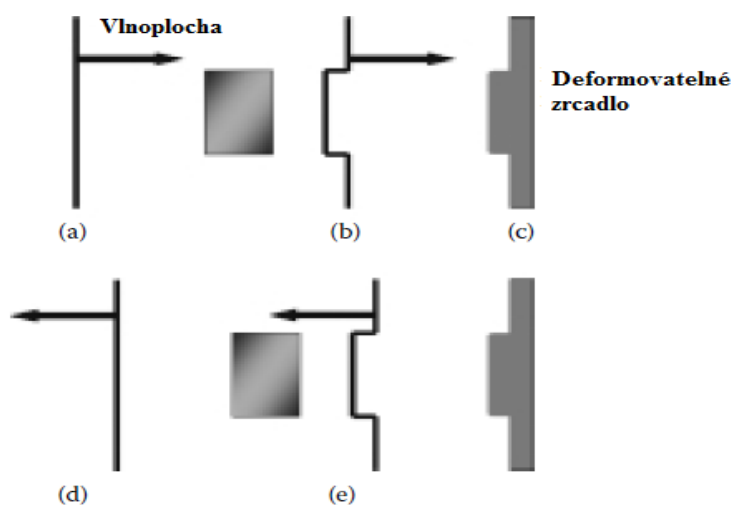 Vlnoplocha
Deformovatelné
zrcadlo
(a)
(b)
(c)
(d)
(e)